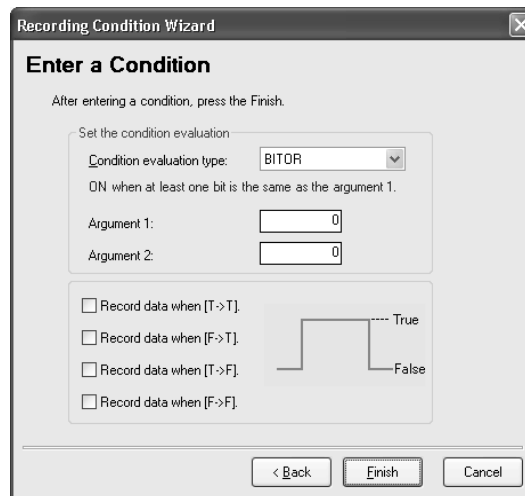 Recording Condition Wizard
Enter a Condition
After entering a condition, press the Finish.
Set the condition evaluation
Condition evaluation type: BITOR
ON when at least one bit is the same as the argument 1.
Argument 1: 0
Argument 2: 0
Record data when [T->T].
Record data when [F->T].
Record data when [T->F].
Record data when [F->F].
True
False
< Back Finish Cancel